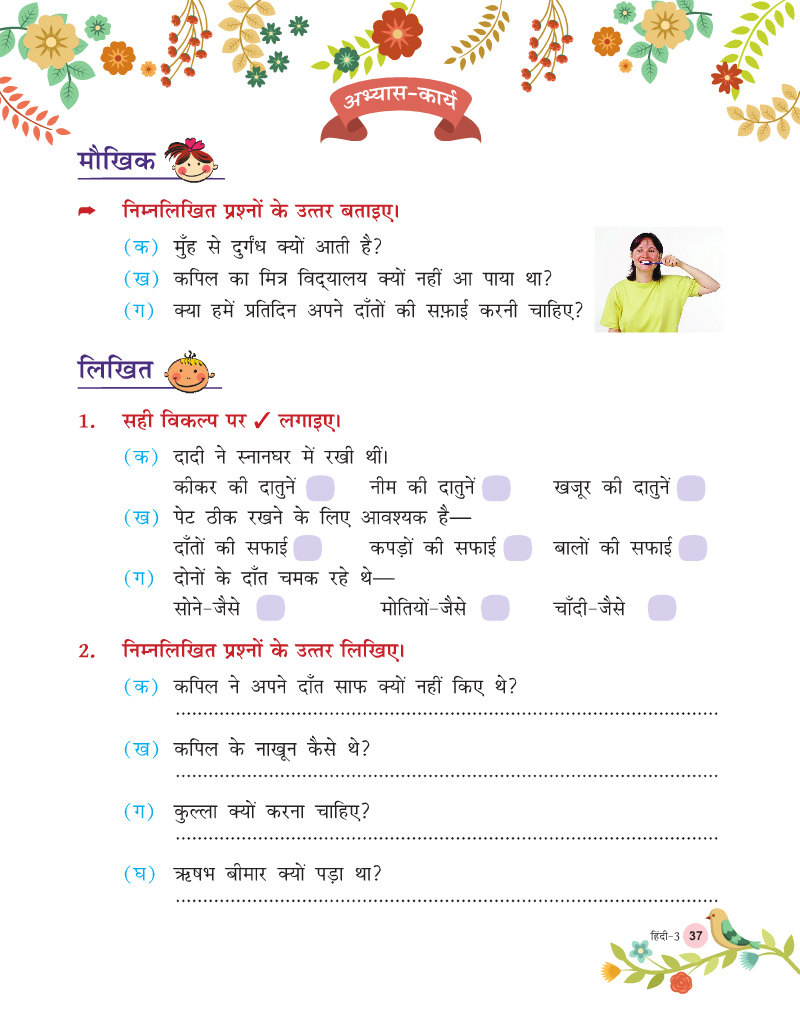 अभ्यास-कार्य
मौखिक
निम्नलिखित प्रश्नों के उत्तर बताइए।
(क) मुँह से दुर्गंध क्यों आती है?
(ख) कपिल का मित्र विद्‌यालय क्यों नहीं आ पाया था?
(ग) क्या हमें प्रतिदिन अपने दाँतों की सफ़ाई करनी चाहिए?
लिखित
1. सही विकल्प पर ✓ लगाइए।
(क) दादी ने स्नानघर में रखी थीं।
कीकर की दातुनें नीम की दातुनें खजूर की दातुनें
(ख) पेट ठीक रखने के लिए आवश्यक है—
दाँतों की सफाई कपड़ों की सफाई बालों की सफाई
(ग) दोनों के दाँत चमक रहे थे—
सोने-जैसे मोतियों-जैसे चाँदी-जैसे
2. निम्नलिखित प्रश्नों के उत्तर लिखिए।
(क) कपिल ने अपने दाँत साफ क्यों नहीं किए थे?
(ख) कपिल के नाखून कैसे थे?
(ग) कुल्ला क्यों करना चाहिए?
(घ) ऋषभ बीमार क्यों पड़ा था?
हिंदी-3 37